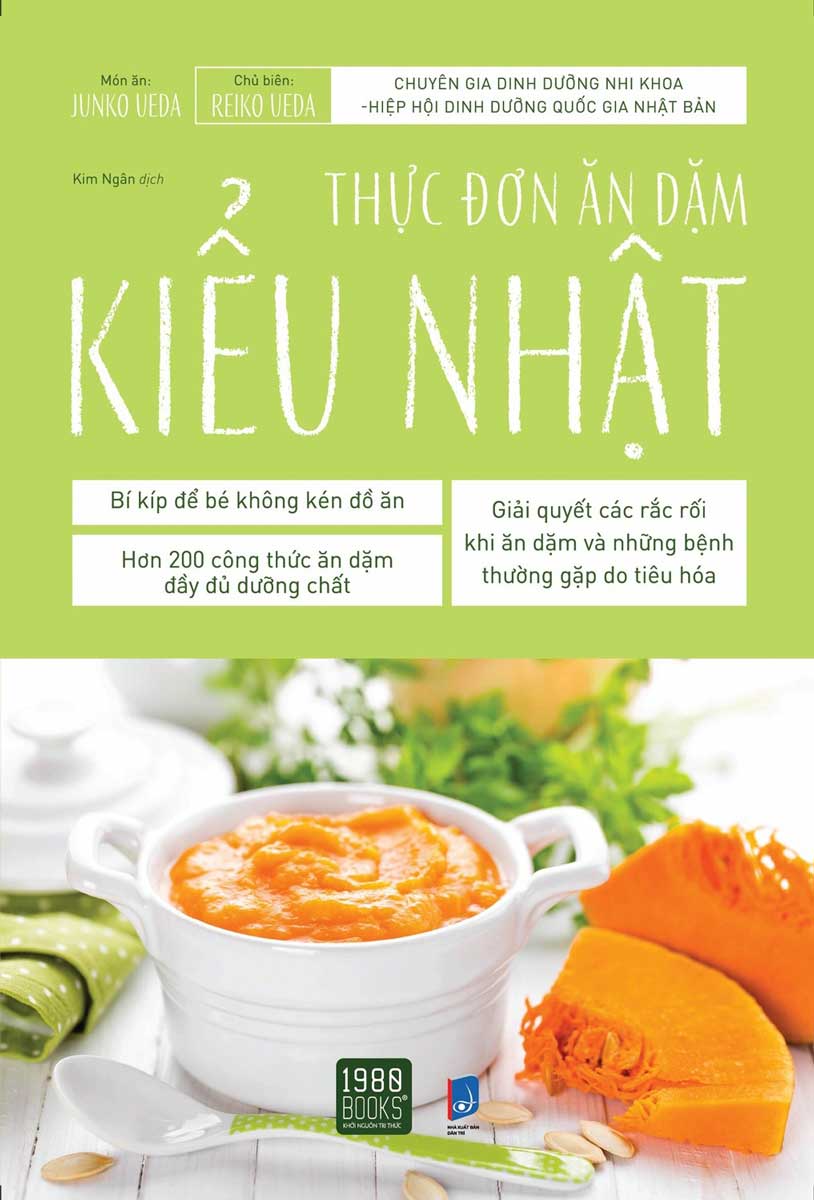 Món ăn:
JUNKO UEDA
Chủ biên:
REIKO UEDA
CHUYÊN GIA DINH DƯỠNG NHI KHOA
-HIỆP HỘI DINH DƯỠNG QUỐC GIA NHẬT BẢN
Kim Ngân dịch
THỰC ĐƠN ĂN DẶM
KIỂU NHẬT
Bí kíp để bé không kén đồ ăn
Hơn 200 công thức ăn dặm
đầy đủ dưỡng chất
Giải quyết các rắc rối
khi ăn dặm và những bệnh
thường gặp do tiêu hóa
1980
BOOKS®
KHƠI NGUỒN TRI THỨC
NHÀ XUẤT BẢN
DÂN TRÍ